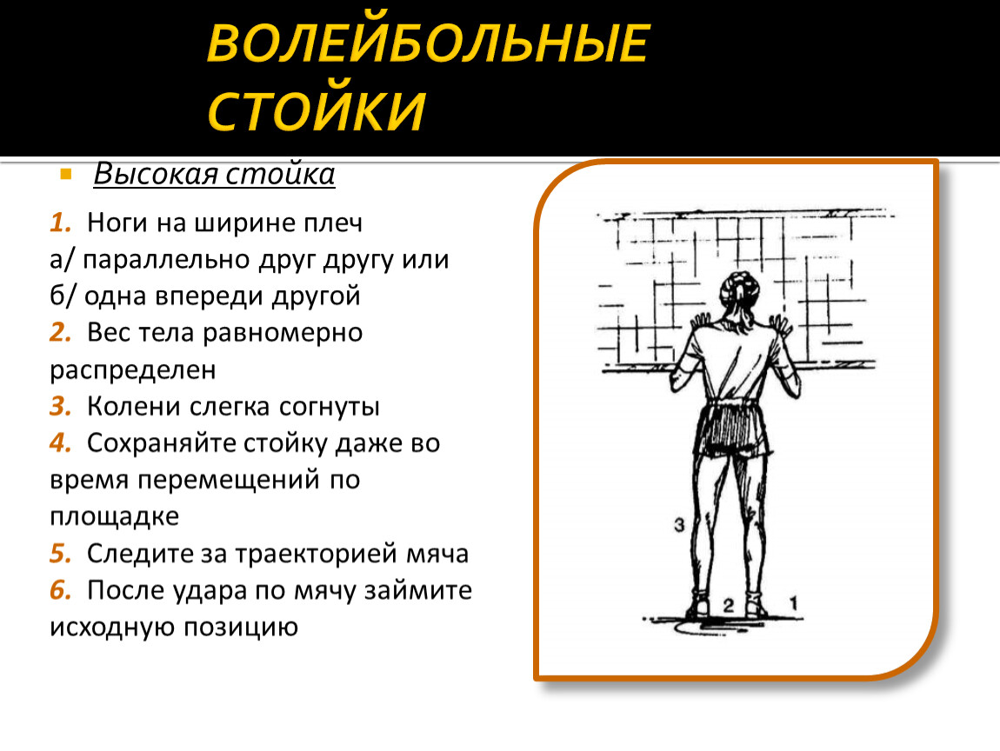 ВОЛЕЙБОЛЬНЫЕ
СТОЙКИ
Высокая стойка
1. Ноги на ширине плеч
а/ параллельно друг другу или
б/ одна впереди другой
2. Вес тела равномерно
распределен
3. Колени слегка согнуты
4. Сохраняйте стойку даже во
время перемещений по
площадке
5. Следите за траекторией мяча
6. После удара по мячу займите
исходную позицию
3
2 1